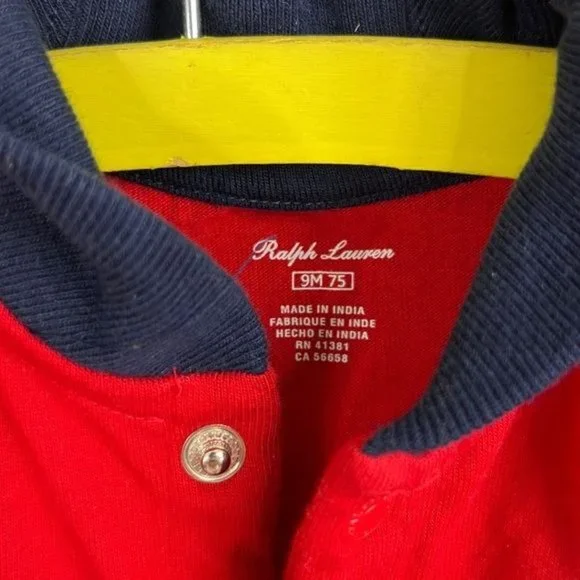 Ralph Lauren
9M 75
MADE IN INDIA
FABRIQUE EN INDE
HECHO EN INDIA
RN 41381
CA 56658